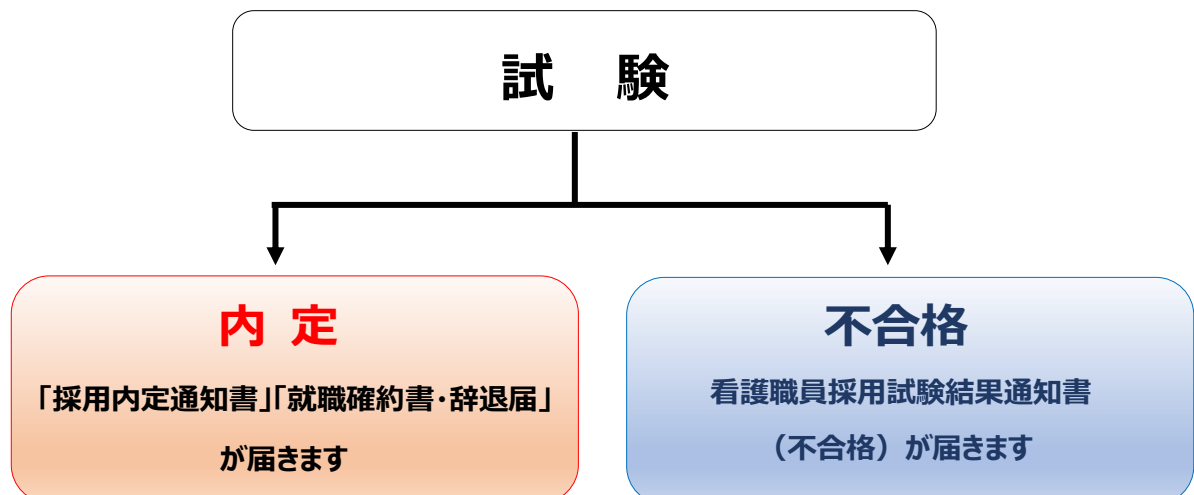 試 験
内 定
「採用内定通知書」「就職確約書・辞退届」
が届きます
不合格
看護職員採用試験結果通知書
（不合格）が届きます